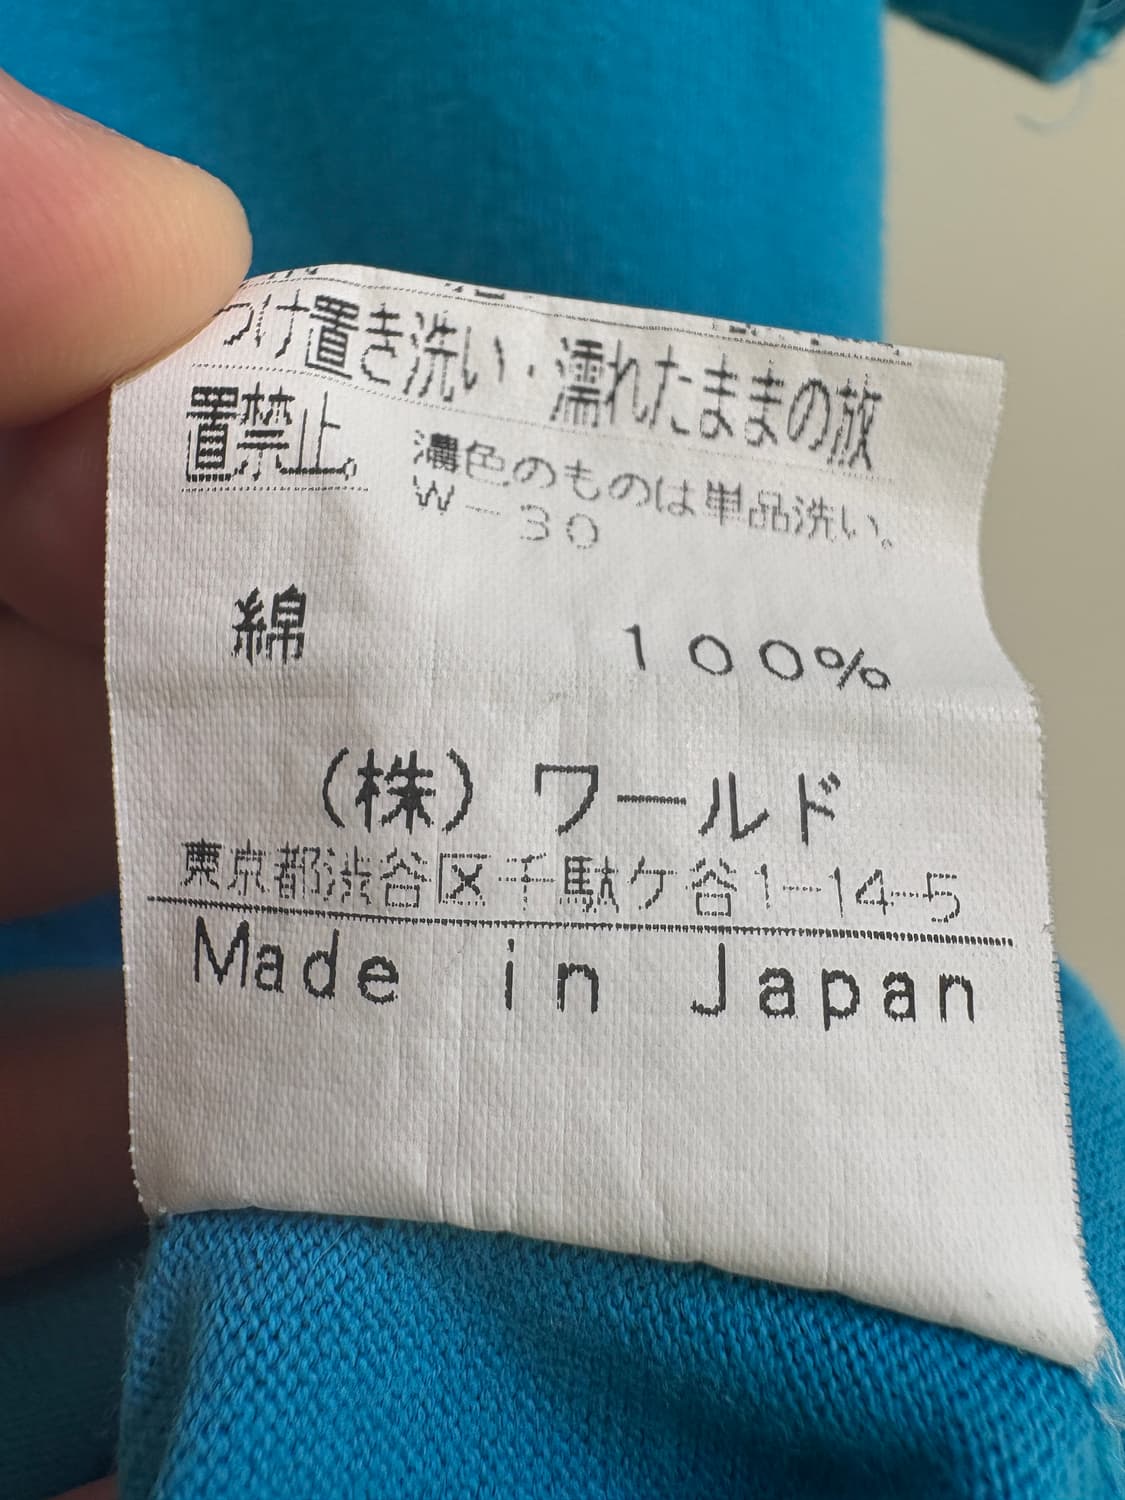 つけ置き洗い・濡れたままの放
置禁止。
濃色のものは単品洗い。
W－30
綿 100%
(株) ワールド
東京都渋谷区千駄ケ谷1-14-5
Made in Japan